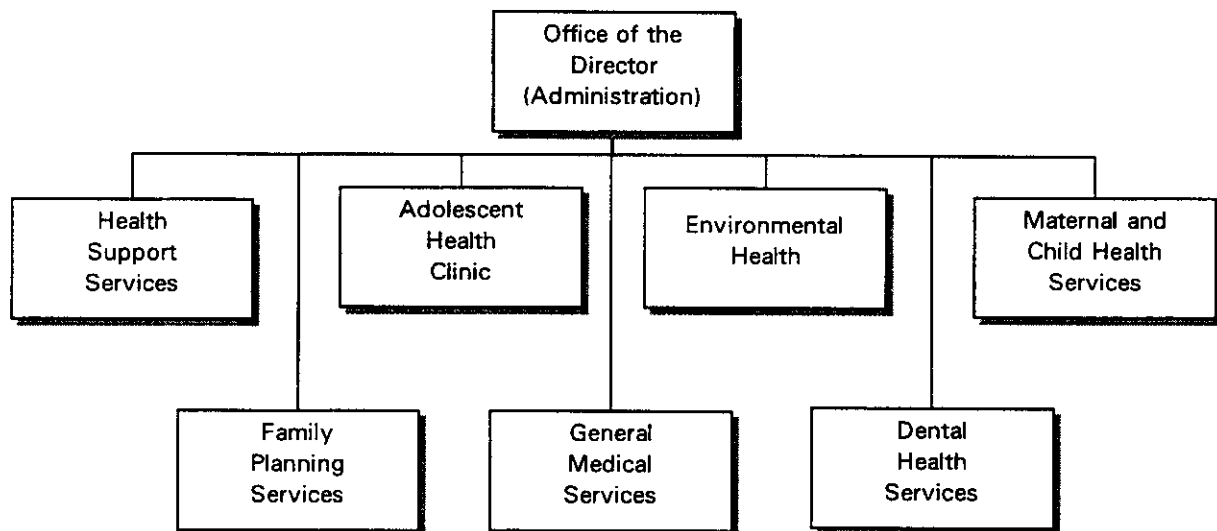 Office of the
Director
(Administration)
Health
Support
Services
Adolescent
Health
Clinic
Environmental
Health
Maternal and
Child Health
Services
Family
Planning
Services
General
Medical
Services
Dental
Health
Services